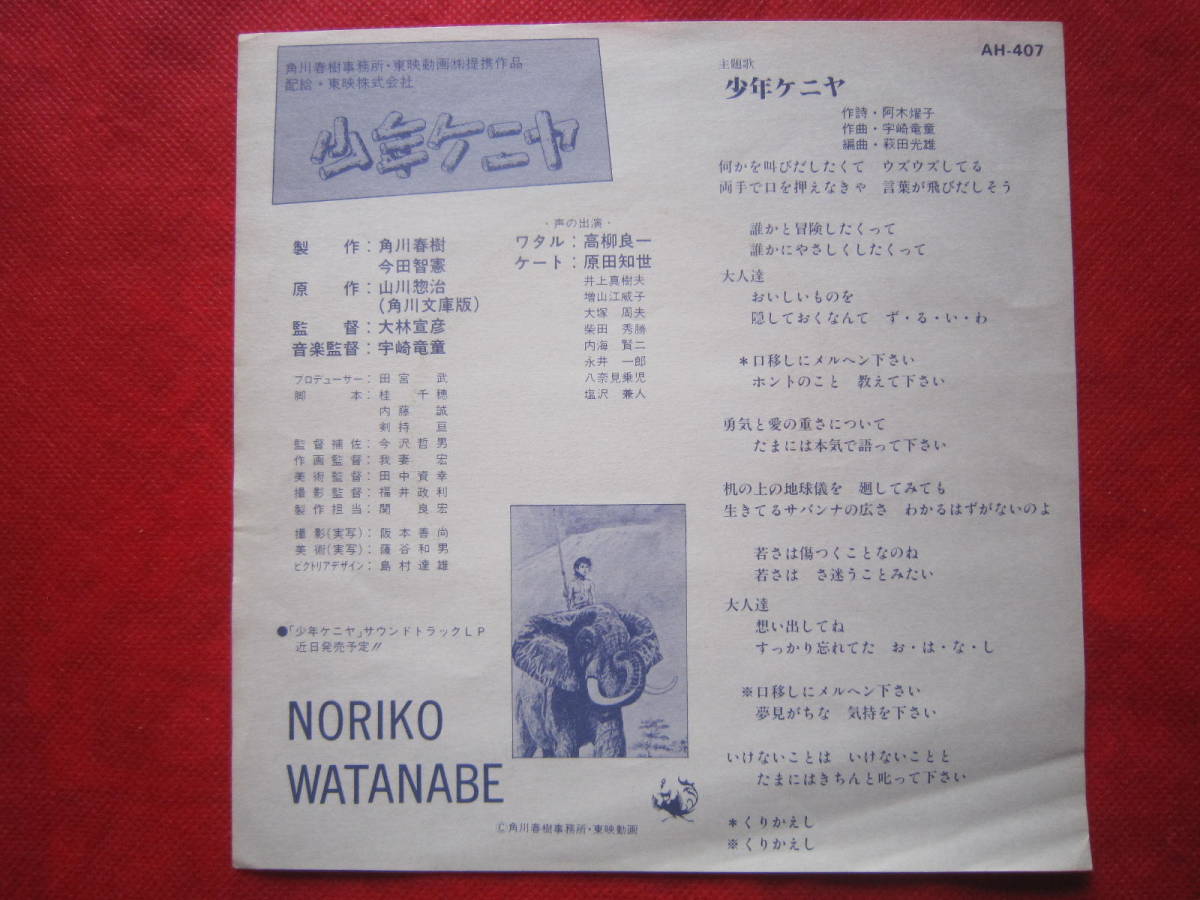 角川春樹事務所・東映動画㈱提携作品
配給・東映株式会社
少年ケニヤ
製作：角川春樹
今田智憲
原作：山川惣治
(角川文庫版)
監督：大林宣彦
音楽監督：宇崎竜童
プロデューサー：田宮武
脚本：桂千穂
内藤誠
剣持亘
監督補佐：今沢哲男
作画監督：我妻宏
美術監督：田中資幸
撮影監督：福井政利
製作担当：関良宏
撮影(実写)：阪本善尚
美術(実写)：薩谷和男
ビクトリアデザイン：島村達雄
・声の出演・
ワタル：高柳良一
ケート：原田知世
井上真樹夫
増山江威子
大塚周夫
柴田秀勝
内海賢二
永井一郎
八奈見乗児
塩沢兼人
●「少年ケニヤ」サウンドトラックＬＰ
近日発売予定!!
NORIKO
WATANABE
©角川春樹事務所・東映動画
AH-407
主題歌
少年ケニヤ
作詩・阿木燿子
作曲・宇崎竜童
編曲・萩田光雄
何かを叫びだしたくて　ウズウズしてる
両手で口を押えなきゃ　言葉が飛びだしそう
誰かと冒険したくって
誰かにやさしくしたくって
大人達
おいしいものを
隠しておくなんて　ず・る・い・わ
＊口移しにメルヘン下さい
ホントのこと　教えて下さい
勇気と愛の重さについて
たまには本気で語って下さい
机の上の地球儀を　廻してみても
生きてるサバンナの広さ　わかるはずがないのよ
若さは傷つくことなのね
若さは　さ迷うことみたい
大人達
想い出してね
すっかり忘れてた　お・は・な・し
※口移しにメルヘン下さい
夢見がちな　気持を下さい
いけないことは　いけないことと
たまにはきちんと叱って下さい
＊くりかえし
※くりかえし